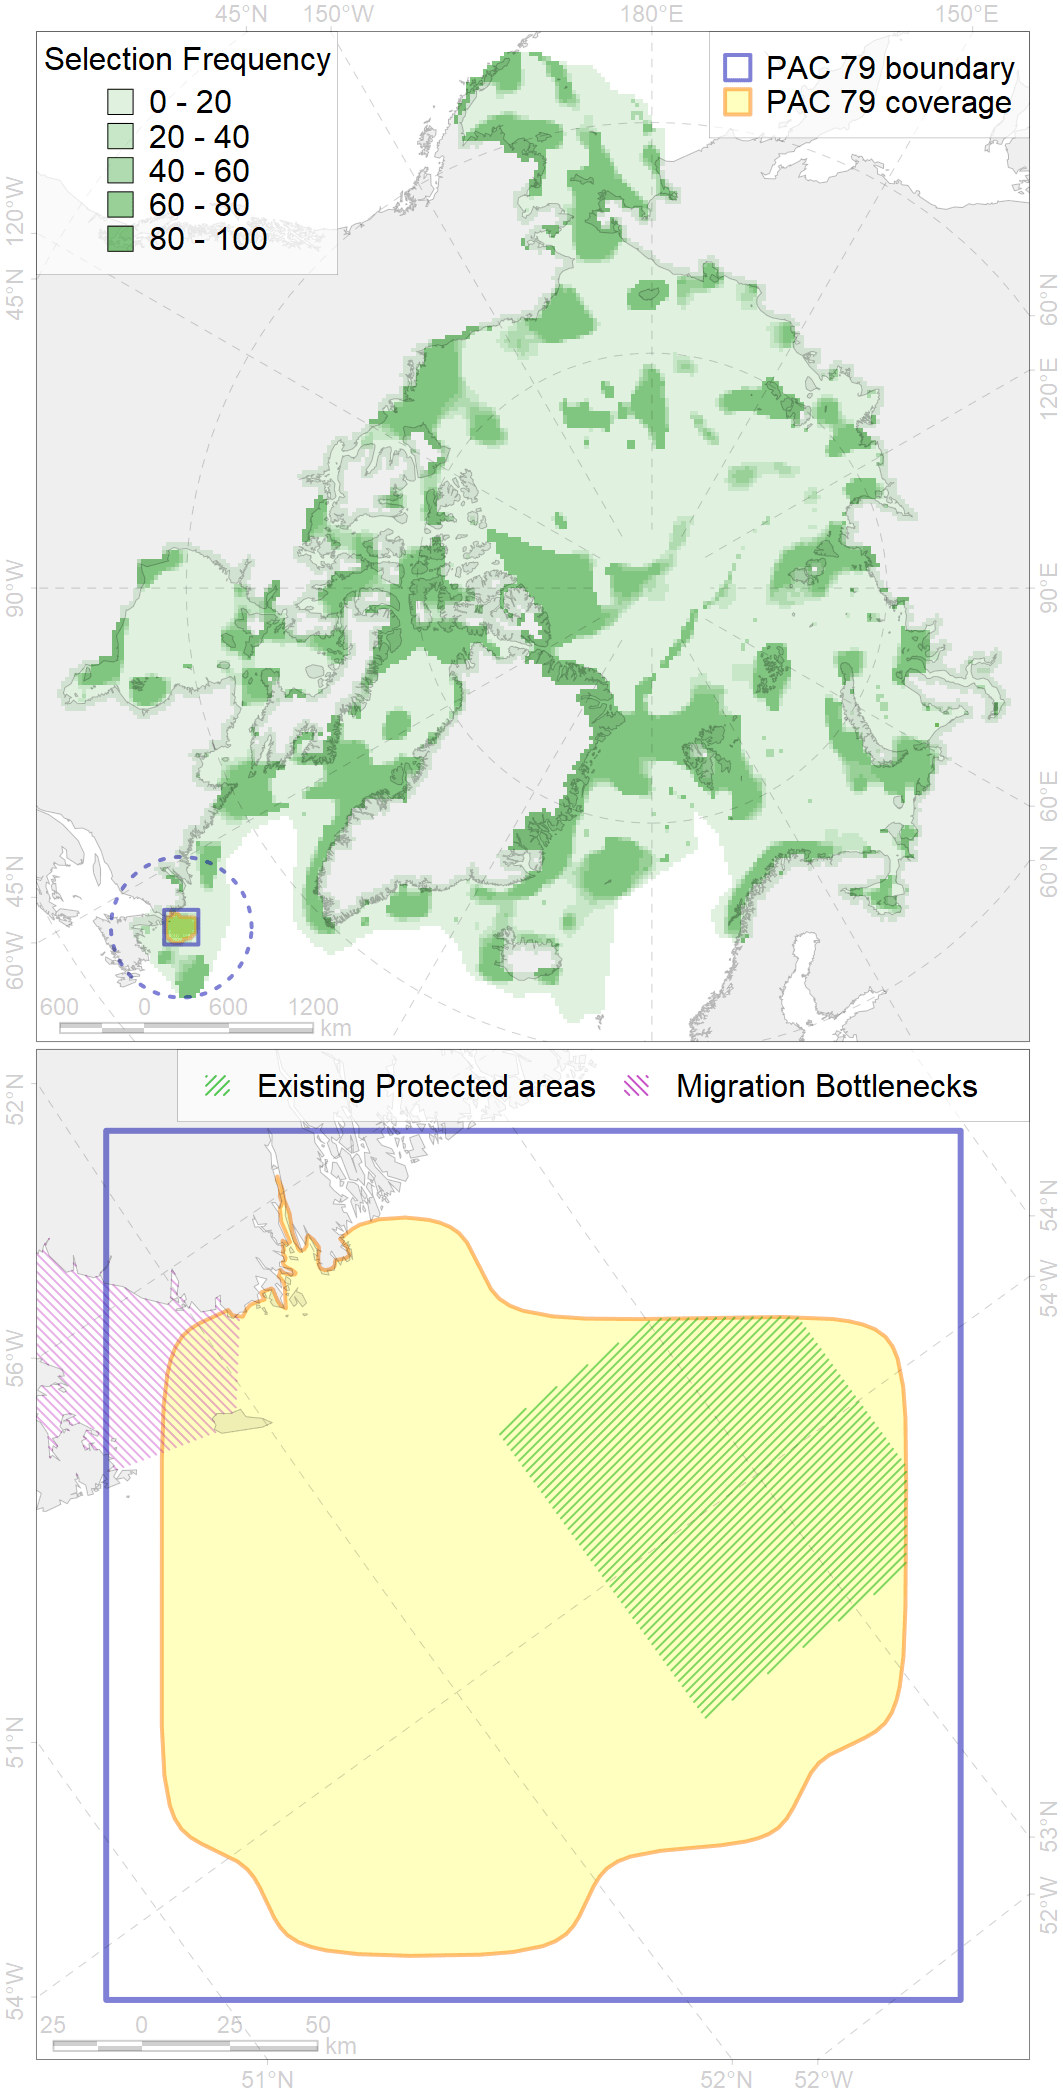 45°N 150°W 180°E 150°E
Selection Frequency
0 - 20
20 - 40
40 - 60
60 - 80
80 - 100
PAC 79 boundary
PAC 79 coverage
120°W
45°N
90°W
45°N
60°W
60°N
120°E
90°E
60°E
60°N
600 0 600 1200
km
Existing Protected areas
Migration Bottlenecks
52°N
56°W
51°N
54°W
54°N
54°W
53°N
52°W
25 0 25 50
km
51°N 52°N 52°W